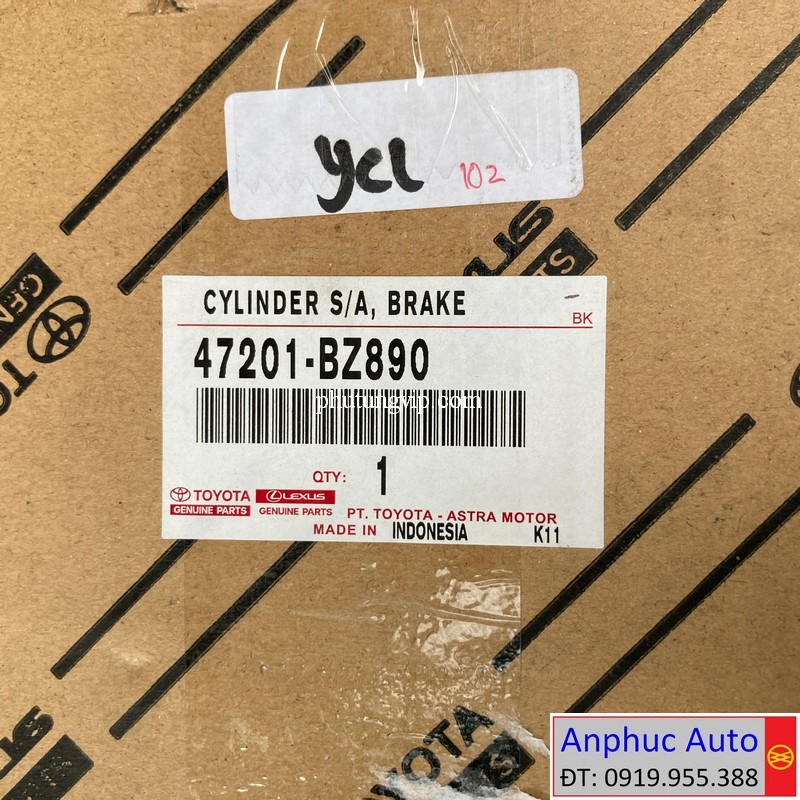 ycl 102
CYLINDER S/A, BRAKE
BK
47201-BZ890
phutungvip.com
QTY: 1
TOYOTA LEXUS
GENUINE PARTS GENUINE PARTS
PT. TOYOTA - ASTRA MOTOR
MADE IN INDONESIA K11
TOYOTA
Anphuc Auto
ĐT: 0919.955.388